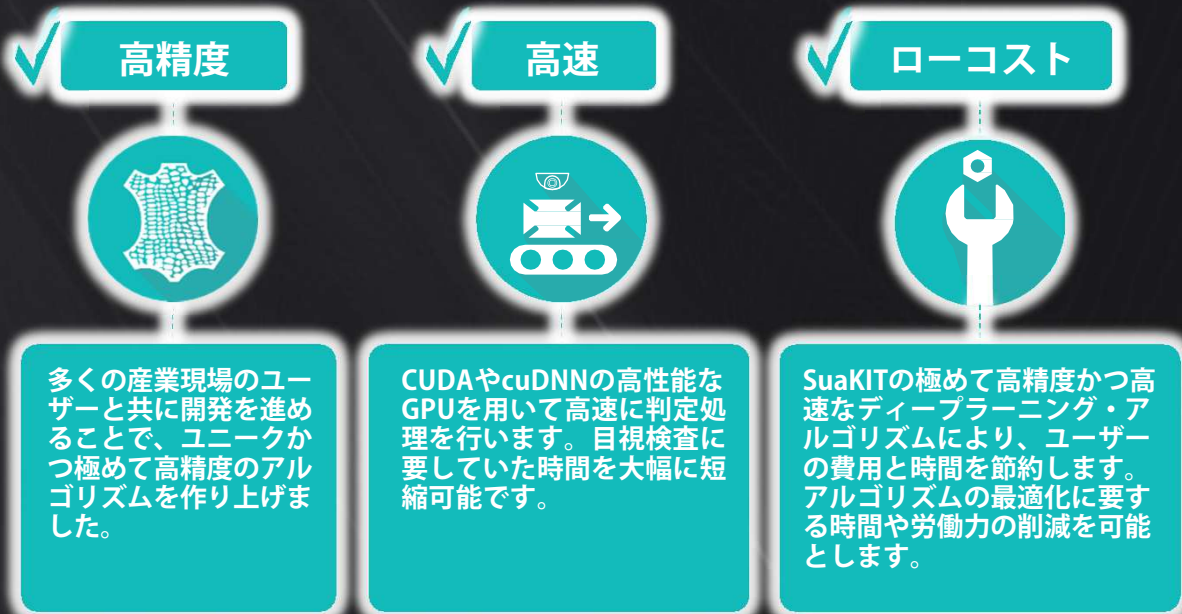 高精度
多くの産業現場のユー
ザーと共に開発を進め
ることで、ユニークか
つ極めて高精度のアル
ゴリズムを作り上げま
した。
高速
CUDAやcuDNNの高性能な
GPUを用いて高速に判定処
理を行います。目視検査に
要していた時間を大幅に短
縮可能です。
ローコスト
SuaKITの極めて高精度かつ高
速なディープラーニング・ア
ルゴリズムにより、ユーザー
の費用と時間を節約します。
アルゴリズムの最適化に要す
る時間や労働力の削減を可能
とします。